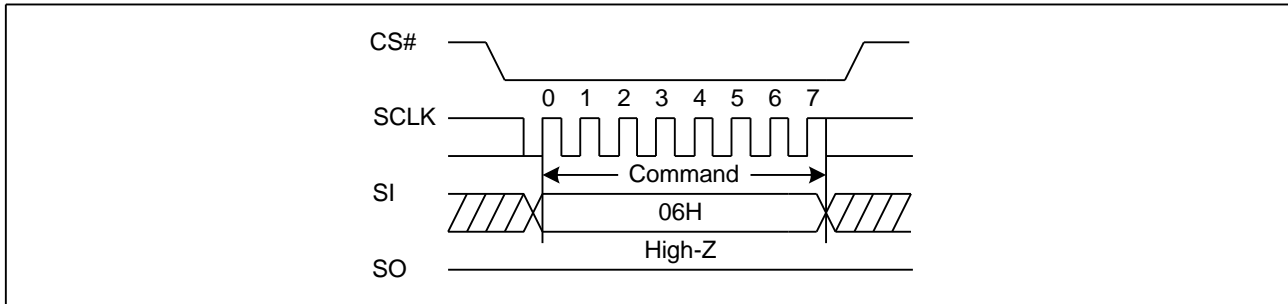 CS#
0 1 2 3 4 5 6 7
SCLK
Command
SI
06H
High-Z
SO